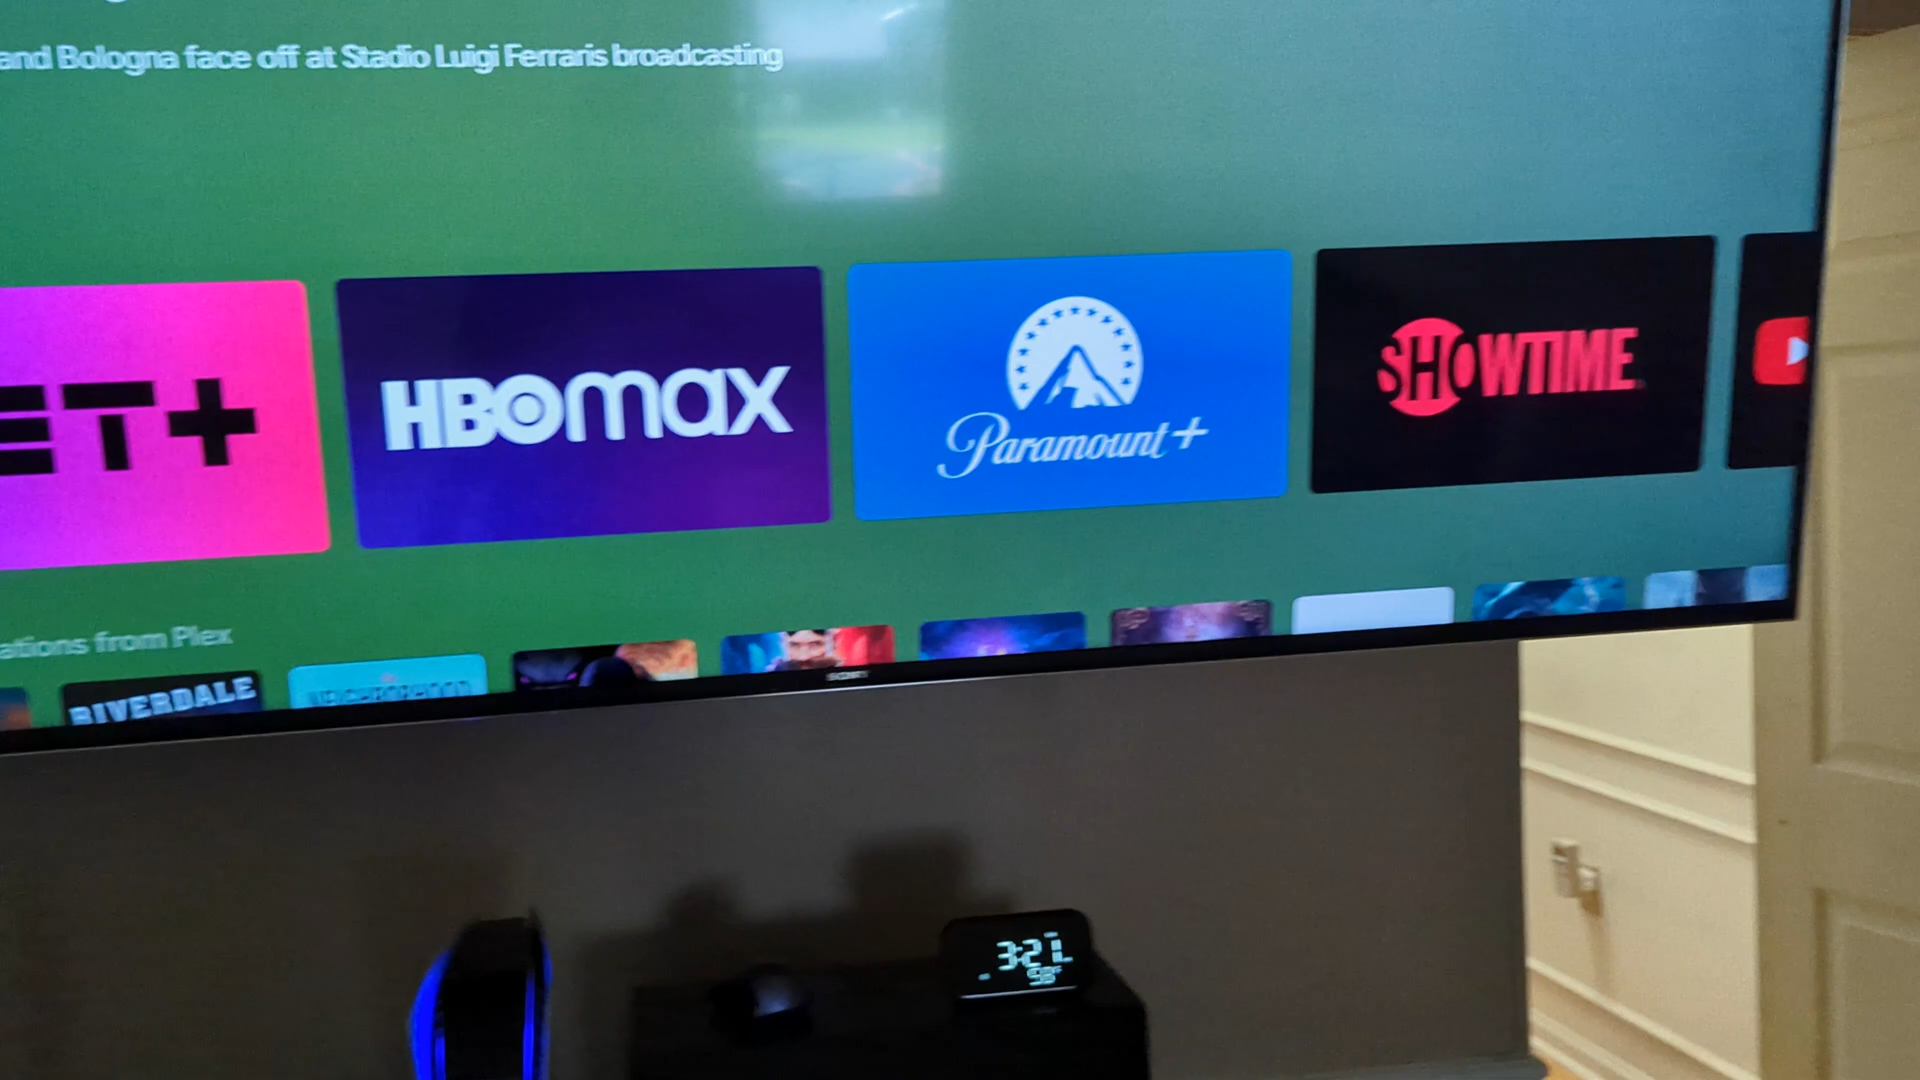 and Bologna face off at Stadio Luigi Ferraris broadcasting
ET+
HBOmax
Paramount+
SHOWTIME
ations from Plex
RIVERDALE
SONY
3:21